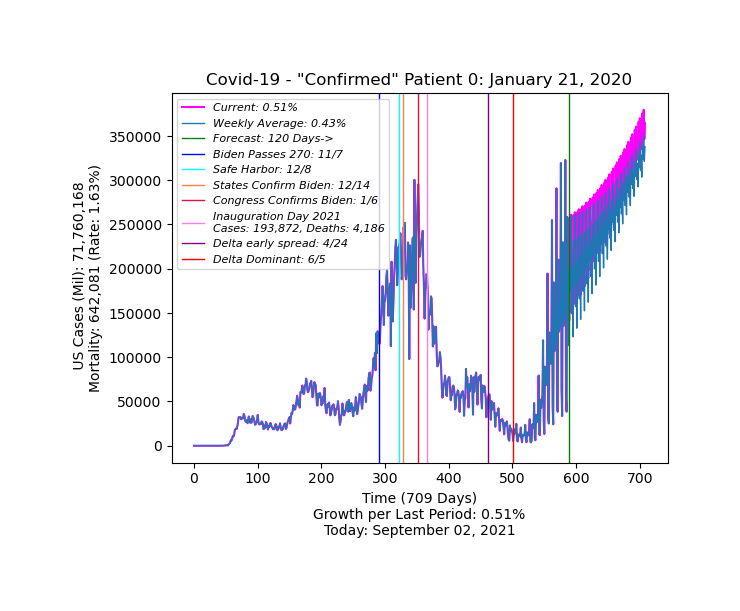 Covid-19 - "Confirmed" Patient 0: January 21, 2020
Current: 0.51%
Weekly Average: 0.43%
Forecast: 120 Days->
Biden Passes 270: 11/7
Safe Harbor: 12/8
States Confirm Biden: 12/14
Congress Confirms Biden: 1/6
Inauguration Day 2021
Cases: 193,872, Deaths: 4,186
Delta early spread: 4/24
Delta Dominant: 6/5
US Cases (Mil): 71,760,168
Mortality: 642,081 (Rate: 1.63%)
350000
300000
250000
200000
150000
100000
50000
0
0 100 200 300 400 500 600 700
Time (709 Days)
Growth per Last Period: 0.51%
Today: September 02, 2021